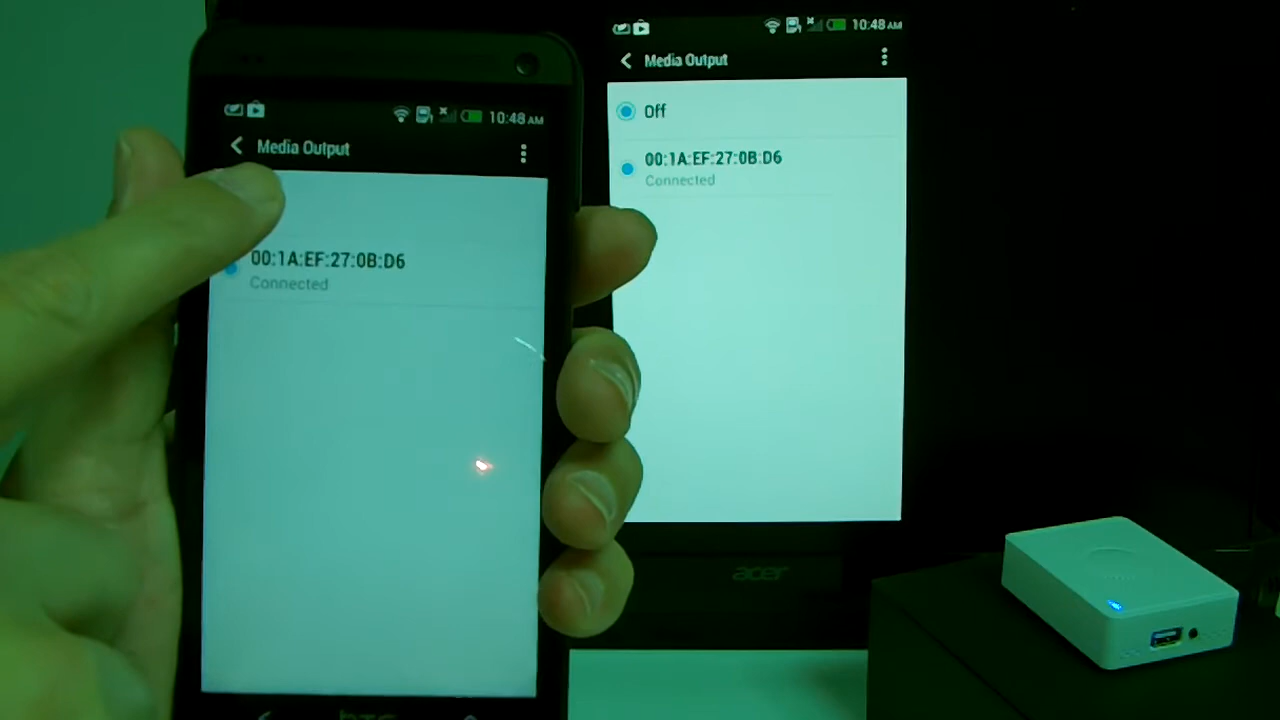 10:48 AM
Media Output
00:1A:EF:27:0B:D6
Connected
hTC
10:48 AM
Media Output
Off
00:1A:EF:27:0B:D6
Connected
acer